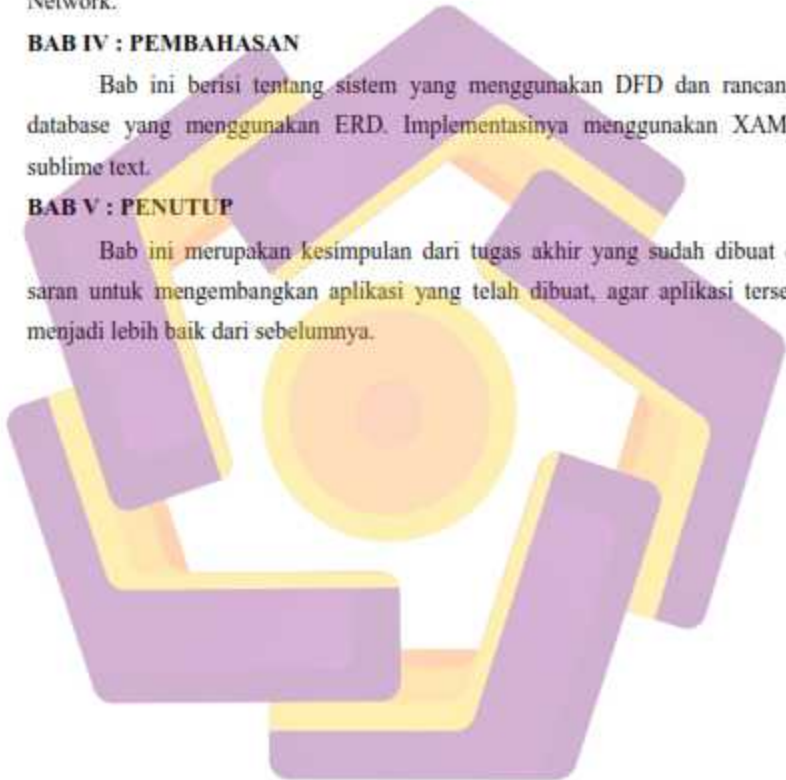 Network.
BAB IV : PEMBAHASAN
Bab ini berisi tentang sistem yang menggunakan DFD dan rancan
database yang menggunakan ERD. Implementasinya menggunakan XAM
sublime text.
BAB V : PENUTUP
Bab ini merupakan kesimpulan dari tugas akhir yang sudah dibuat
saran untuk mengembangkan aplikasi yang telah dibuat, agar aplikasi terse
menjadi lebih baik dari sebelumnya.